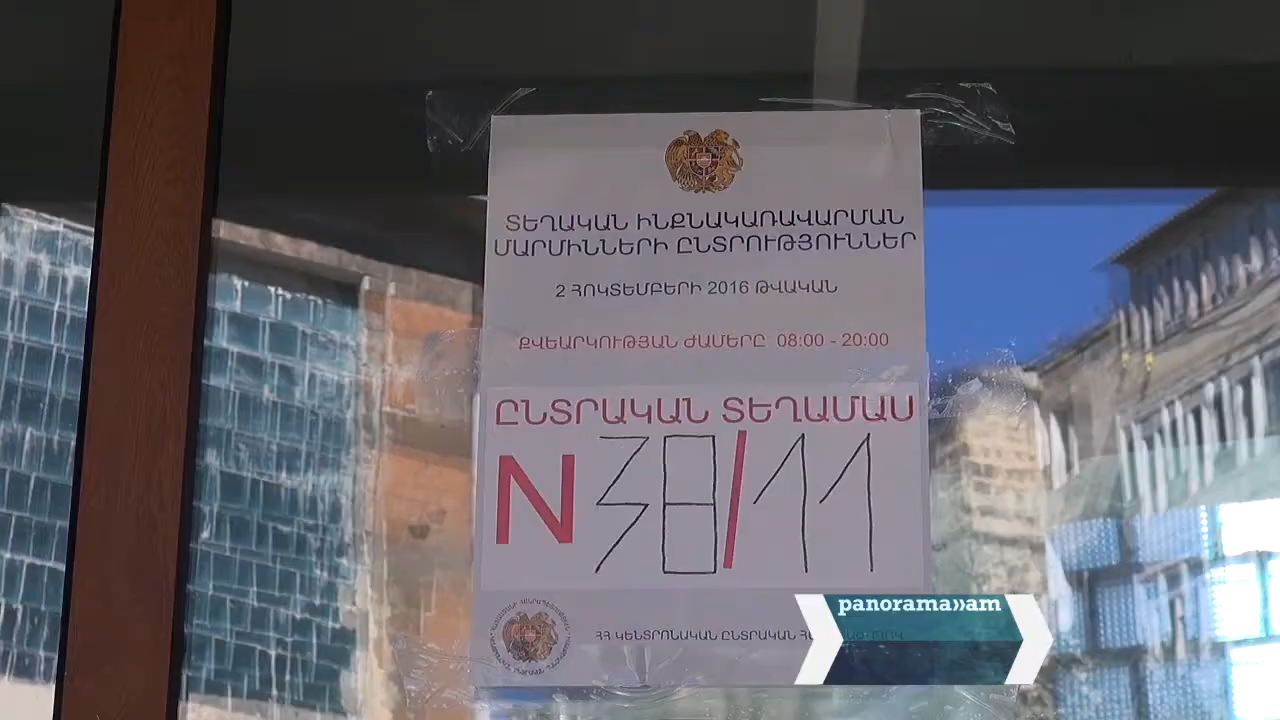 ՏԵՂԱԿԱՆ ԻՆՔՆԱԿԱՌԱՎԱՐՄԱՆ
ՄԱՐՄԻՆՆԵՐԻ ԸՆՏՐՈՒԹՅՈՒՆՆԵՐ
2 ՀՈԿՏԵՄԲԵՐԻ 2016 ԹՎԱԿԱՆ
ՔՎԵԱՐԿՈՒԹՅԱՆ ԺԱՄԵՐԸ 08:00 - 20:00
ԸՆՏՐԱԿԱՆ ՏԵՂԱՄԱՍ
N 38/11
ՀՀ ԿԵՆՏՐՈՆԱԿԱՆ ԸՆՏՐԱԿԱՆ
panorama»am